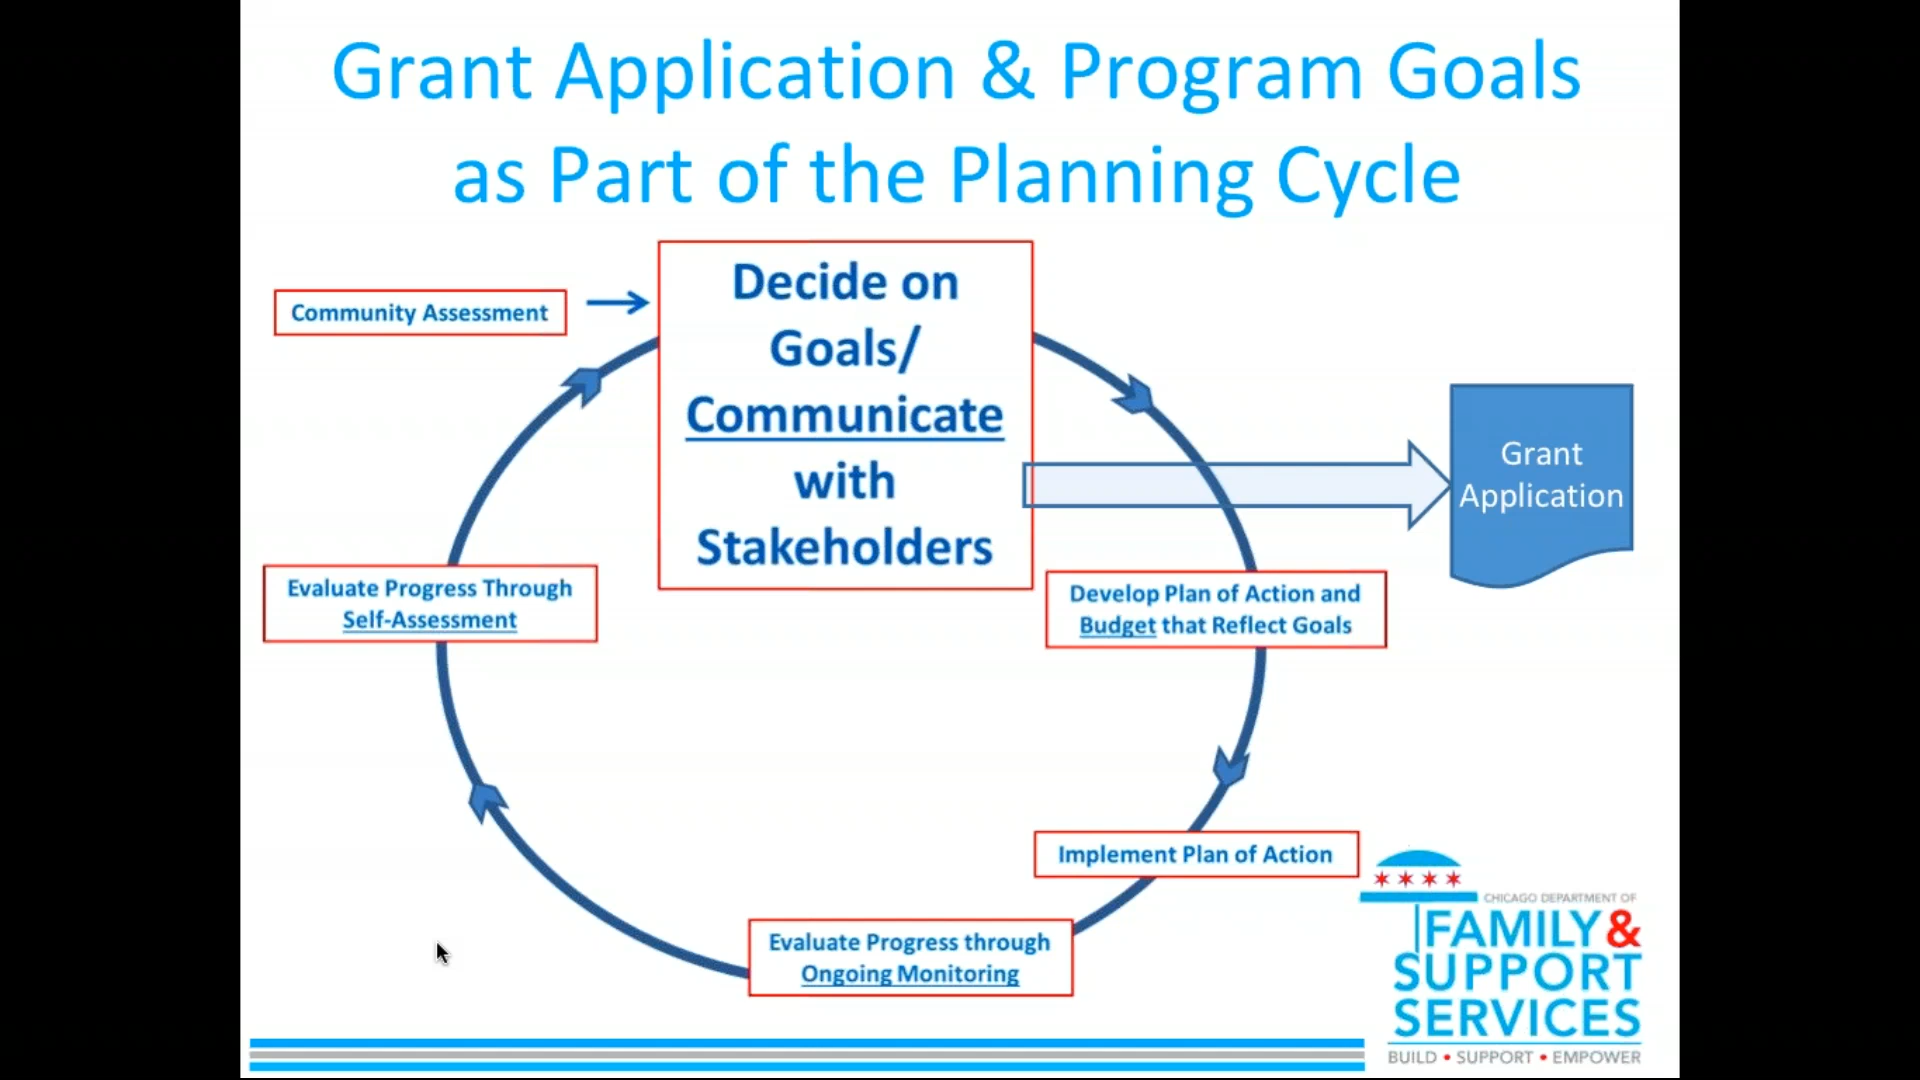 Grant Application & Program Goals
as Part of the Planning Cycle
Community Assessment
Decide on
Goals/
Communicate
with
Stakeholders
Grant
Application
Evaluate Progress Through
Self-Assessment
Develop Plan of Action and
Budget that Reflect Goals
Implement Plan of Action
Evaluate Progress through
Ongoing Monitoring
CHICAGO DEPARTMENT OF
FAMILY &
SUPPORT
SERVICES
BUILD • SUPPORT • EMPOWER